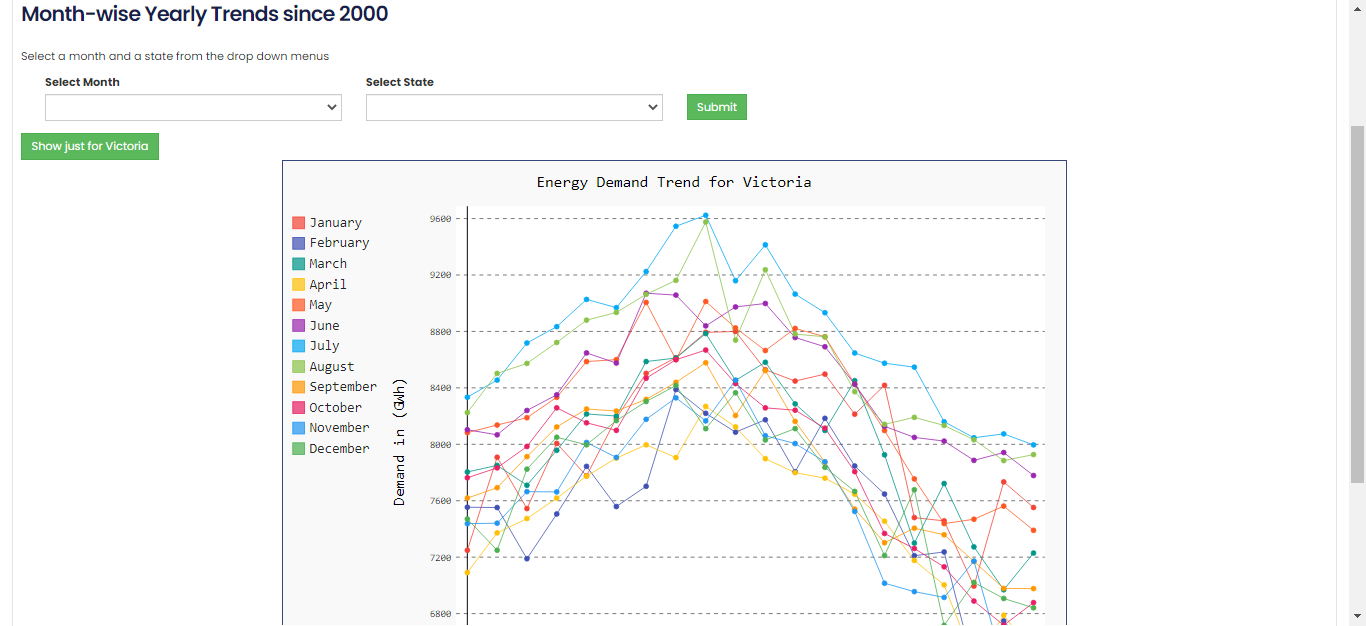 Month-wise Yearly Trends since 2000
Select a month and a state from the drop down menus
Select Month
Select State
Submit
Show just for Victoria
Energy Demand Trend for Victoria
January
February
March
April
May
June
July
August
September
October
November
December
Demand in (GWh)
9600
9200
8800
8400
8000
7600
7200
6800